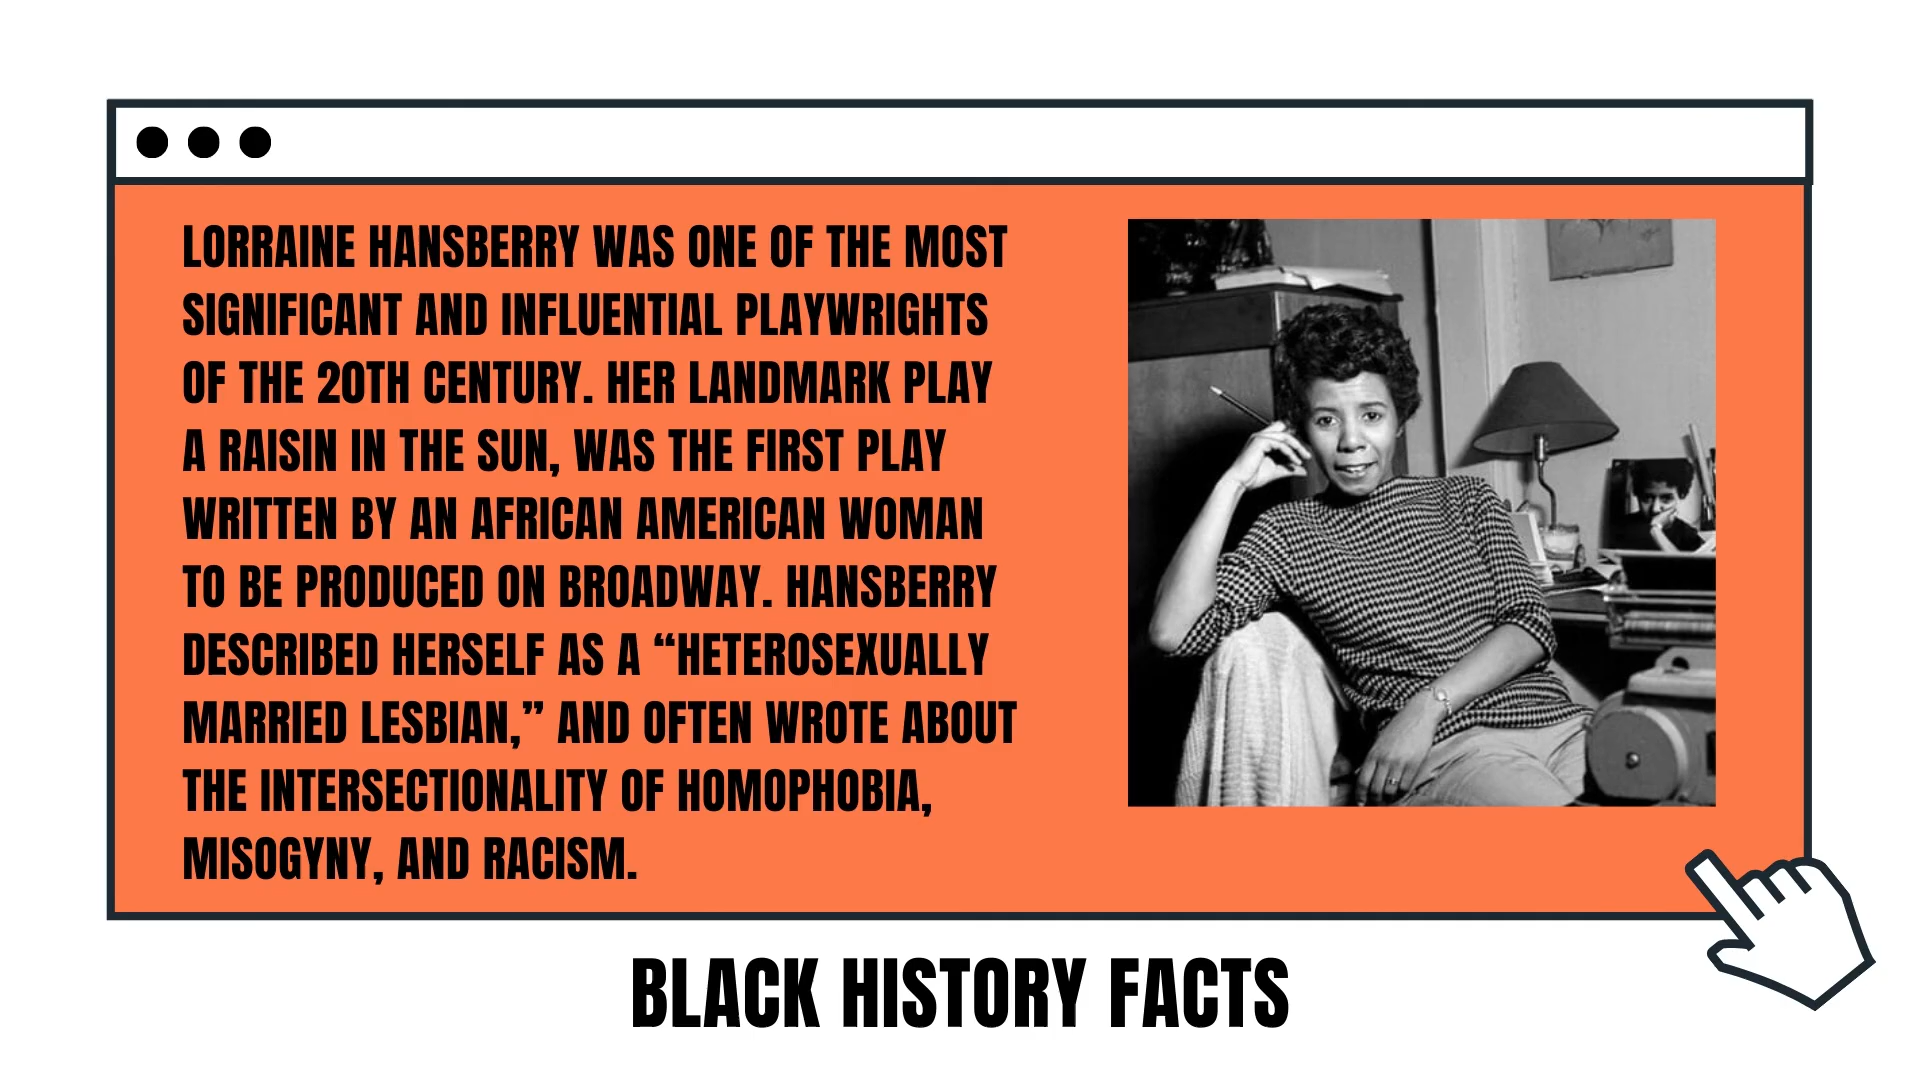 LORRAINE HANSBERRY WAS ONE OF THE MOST
SIGNIFICANT AND INFLUENTIAL PLAYWRIGHTS
OF THE 20TH CENTURY. HER LANDMARK PLAY
A RAISIN IN THE SUN, WAS THE FIRST PLAY
WRITTEN BY AN AFRICAN AMERICAN WOMAN
TO BE PRODUCED ON BROADWAY. HANSBERRY
DESCRIBED HERSELF AS A “HETEROSEXUALLY
MARRIED LESBIAN,” AND OFTEN WROTE ABOUT
THE INTERSECTIONALITY OF HOMOPHOBIA,
MISOGYNY, AND RACISM.
BLACK HISTORY FACTS